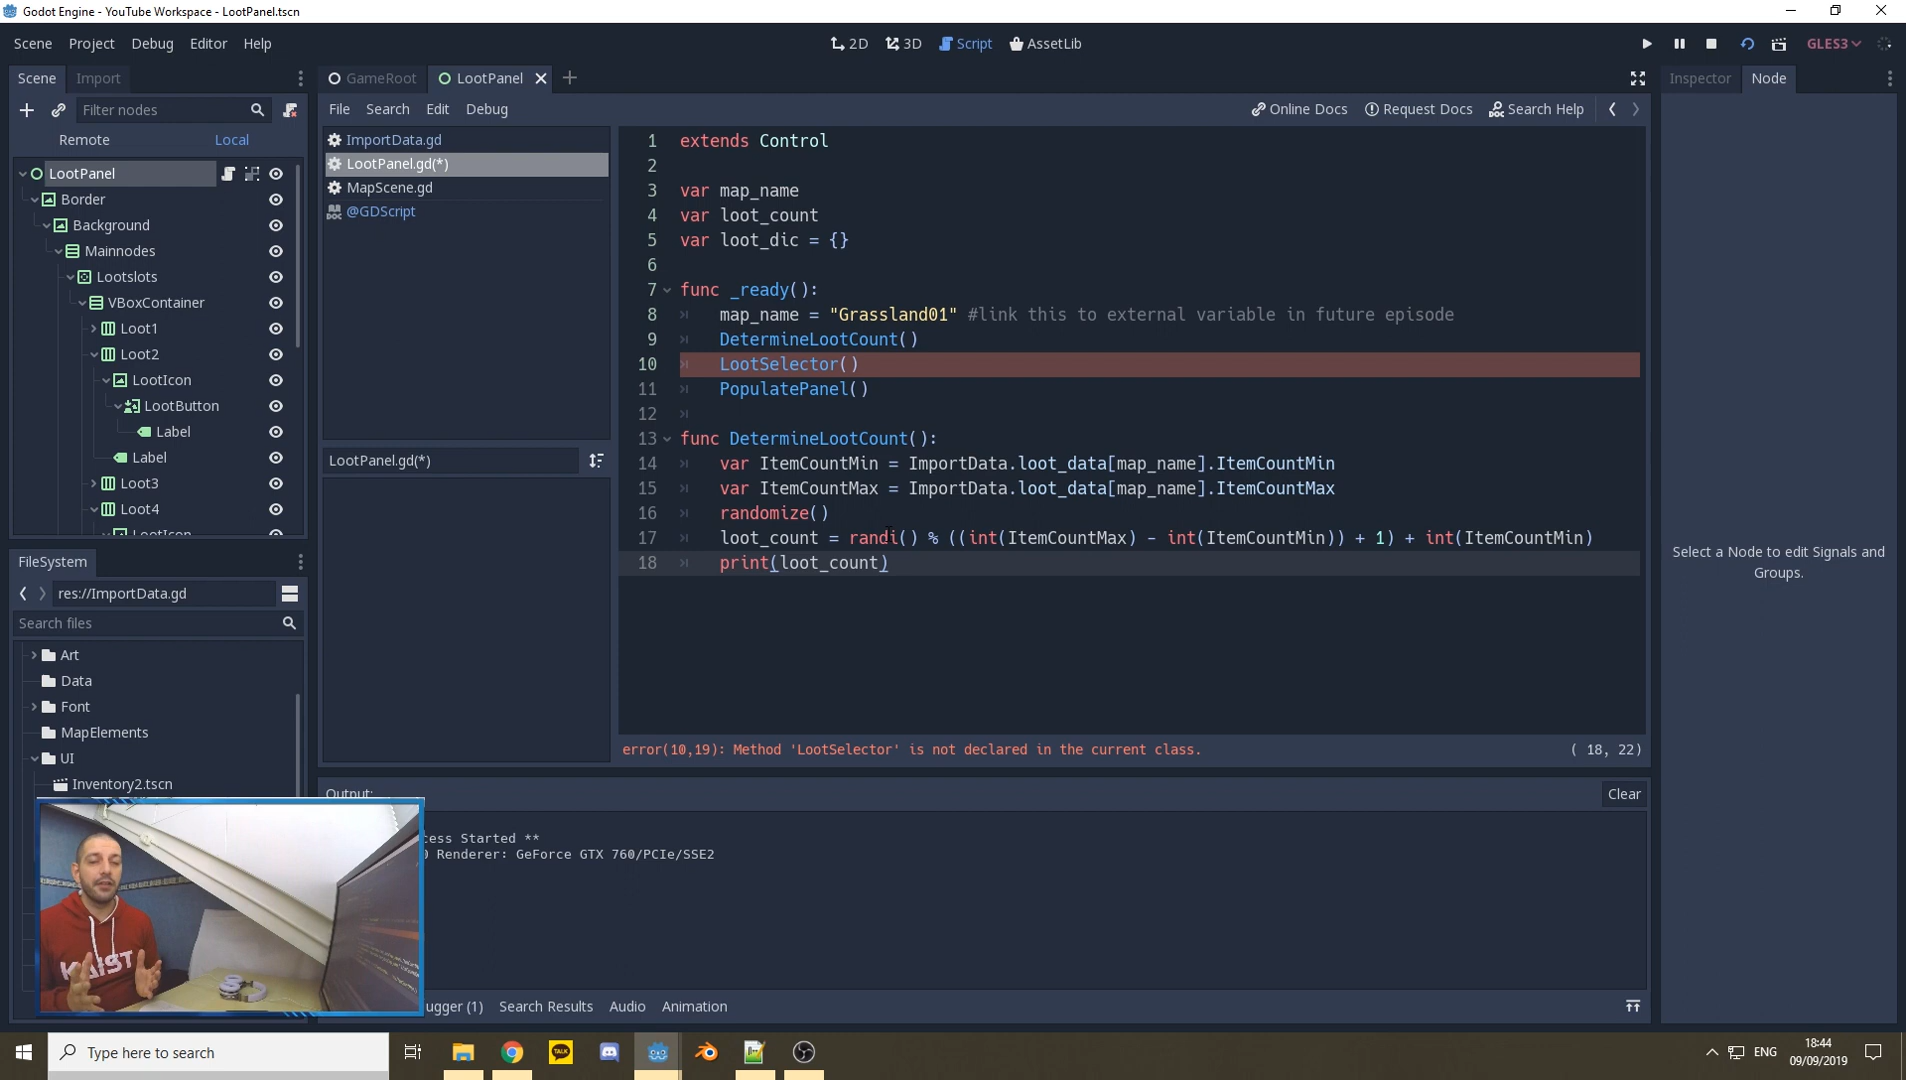 Godot Engine - YouTube Workspace - LootPanel.tscn
Scene Project Debug Editor Help
2D 3D Script AssetLib
GLES3
Scene Import
GameRoot LootPanel
Inspector Node
Filter nodes
File Search Edit Debug
Online Docs Request Docs Search Help
Remote Local
LootPanel
Border
Background
Mainnodes
Lootslots
VBoxContainer
Loot1
Loot2
LootIcon
LootButton
Label
Label
Loot3
Loot4
LootIcon
ImportData.gd
LootPanel.gd(*)
MapScene.gd
@GDScript
LootPanel.gd(*)
1 extends Control
2
3 var map_name
4 var loot_count
5 var loot_dic = {}
6
7 func _ready():
8 map_name = "Grassland01" #link this to external variable in future episode
9 DetermineLootCount()
10 LootSelector()
11 PopulatePanel()
12
13 func DetermineLootCount():
14 var ItemCountMin = ImportData.loot_data[map_name].ItemCountMin
15 var ItemCountMax = ImportData.loot_data[map_name].ItemCountMax
16 randomize()
17 loot_count = randi() % ((int(ItemCountMax) - int(ItemCountMin)) + 1) + int(ItemCountMin)
18 print(loot_count)
error(10,19): Method 'LootSelector' is not declared in the current class.
( 18, 22)
Select a Node to edit Signals and
Groups.
FileSystem
res://ImportData.gd
Search files
Art
Data
Font
MapElements
UI
Inventory2.tscn
Output:
Clear
cess Started **
0 Renderer: GeForce GTX 760/PCIe/SSE2
KAIST
ugger (1) Search Results Audio Animation
Type here to search
TALK
ENG
18:44
09/09/2019